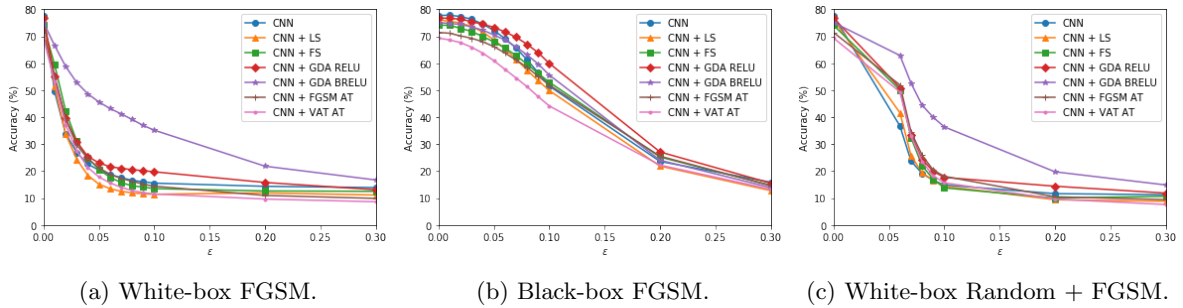 80
70
60
50
40
30
20
10
0
Accuracy (%)
0.00 0.05 0.10 0.15 0.20 0.25 0.30
ε
CNN
CNN + LS
CNN + FS
CNN + GDA RELU
CNN + GDA BRELU
CNN + FGSM AT
CNN + VAT AT
(a) White-box FGSM.
80
70
60
50
40
30
20
10
0
Accuracy (%)
0.00 0.05 0.10 0.15 0.20 0.25 0.30
ε
CNN
CNN + LS
CNN + FS
CNN + GDA RELU
CNN + GDA BRELU
CNN + FGSM AT
CNN + VAT AT
(b) Black-box FGSM.
80
70
60
50
40
30
20
10
0
Accuracy (%)
0.00 0.05 0.10 0.15 0.20 0.25 0.30
ε
CNN
CNN + LS
CNN + FS
CNN + GDA RELU
CNN + GDA BRELU
CNN + FGSM AT
CNN + VAT AT
(c) White-box Random + FGSM.